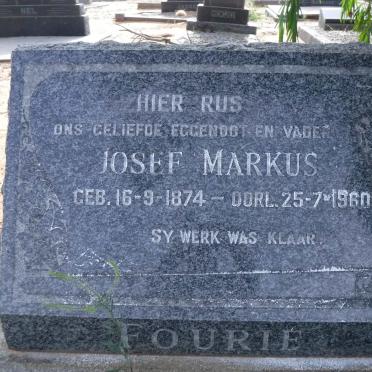 HIER RUS
ONS GELIEFDE EGGENOOT EN VADER
JOSEF MARKUS
GEB. 16-9-1874 — OORL. 25-7-1960
SY WERK WAS KLAAR.
FOURIE